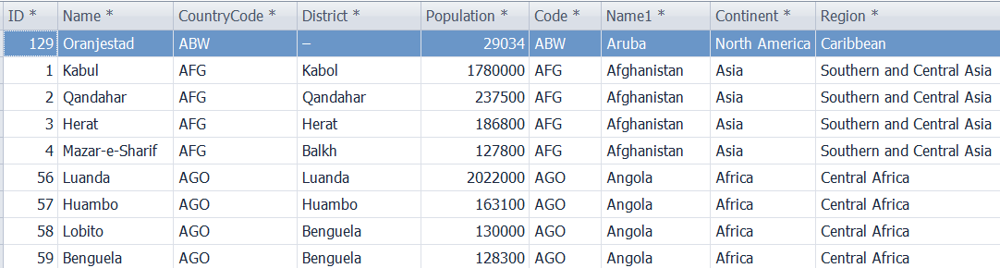 ID * Name * CountryCode * District * Population * Code * Name1 * Continent * Region *
129 Oranjestad ABW – 29034 ABW Aruba North America Caribbean
1 Kabul AFG Kabol 1780000 AFG Afghanistan Asia Southern and Central Asia
2 Qandahar AFG Qandahar 237500 AFG Afghanistan Asia Southern and Central Asia
3 Herat AFG Herat 186800 AFG Afghanistan Asia Southern and Central Asia
4 Mazar-e-Sharif AFG Balkh 127800 AFG Afghanistan Asia Southern and Central Asia
56 Luanda AGO Luanda 2022000 AGO Angola Africa Central Africa
57 Huambo AGO Huambo 163100 AGO Angola Africa Central Africa
58 Lobito AGO Benguela 130000 AGO Angola Africa Central Africa
59 Benguela AGO Benguela 128300 AGO Angola Africa Central Africa